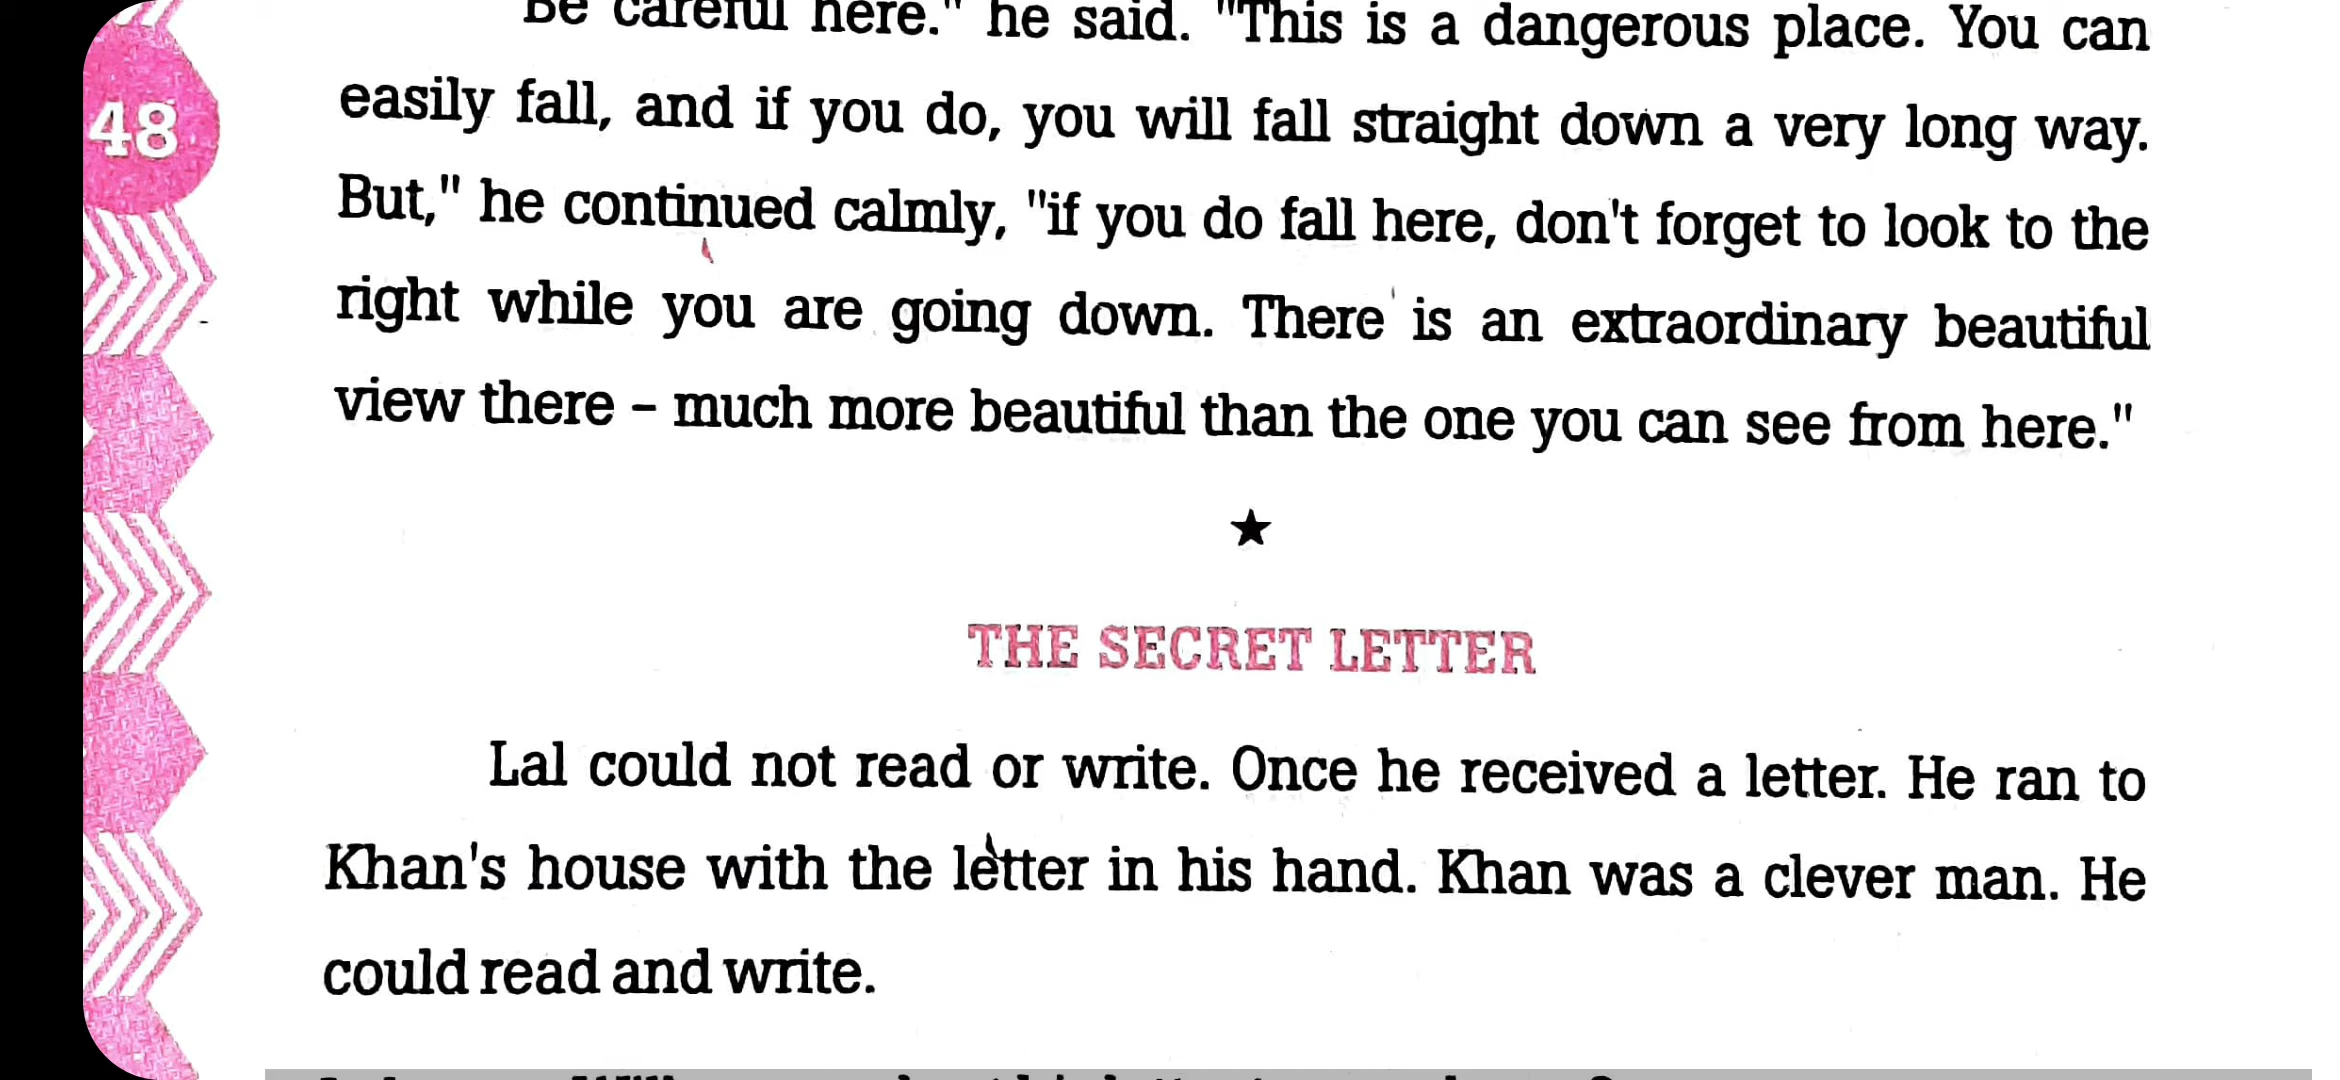 48
"Be careful here." he said. "This is a dangerous place. You can
easily fall, and if you do, you will fall straight down a very long way.
But," he continued calmly, "if you do fall here, don't forget to look to the
right while you are going down. There is an extraordinary beautiful
view there – much more beautiful than the one you can see from here."
★
THE SECRET LETTER
Lal could not read or write. Once he received a letter. He ran to
Khan's house with the letter in his hand. Khan was a clever man. He
could read and write.